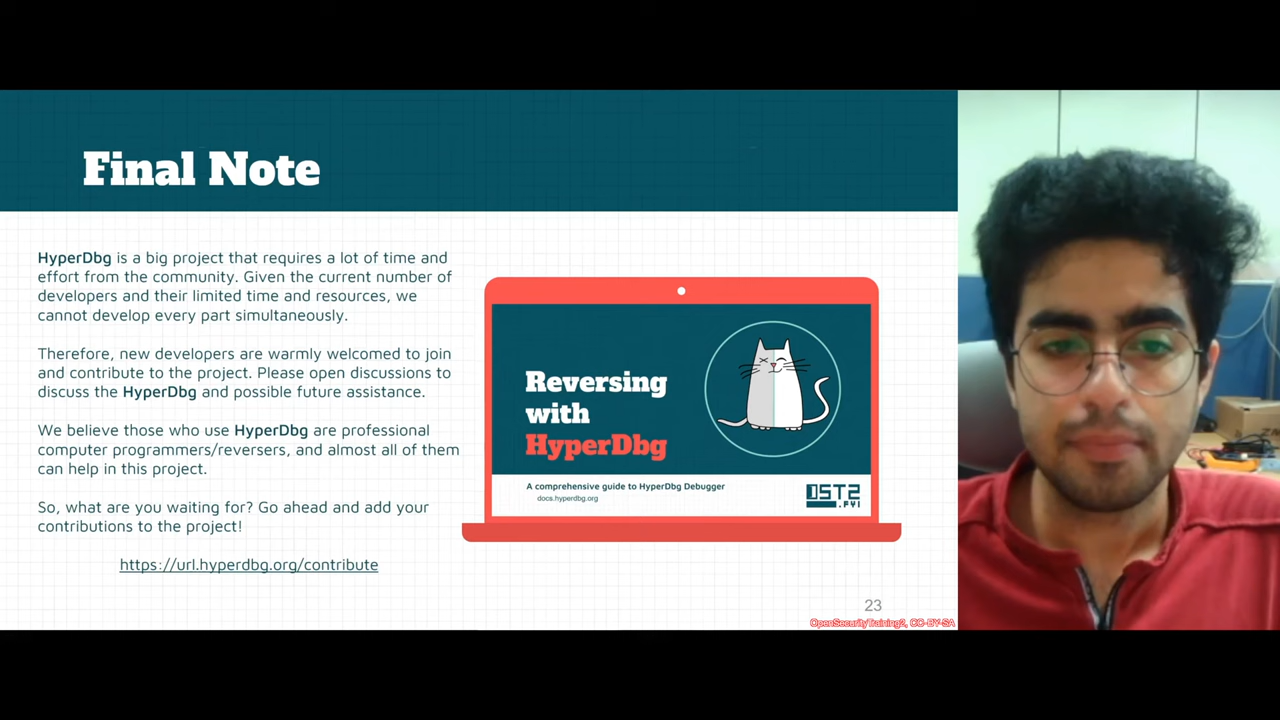 Final Note
HyperDbg is a big project that requires a lot of time and
effort from the community. Given the current number of
developers and their limited time and resources, we
cannot develop every part simultaneously.
Therefore, new developers are warmly welcomed to join
and contribute to the project. Please open discussions to
discuss the HyperDbg and possible future assistance.
We believe those who use HyperDbg are professional
computer programmers/reversers, and almost all of them
can help in this project.
So, what are you waiting for? Go ahead and add your
contributions to the project!
https://url.hyperdbg.org/contribute
Reversing
with
HyperDbg
A comprehensive guide to HyperDbg Debugger
docs.hyperdbg.org
OST2
.FYI
23
OpenSecurityTraining2, CC-BY-SA